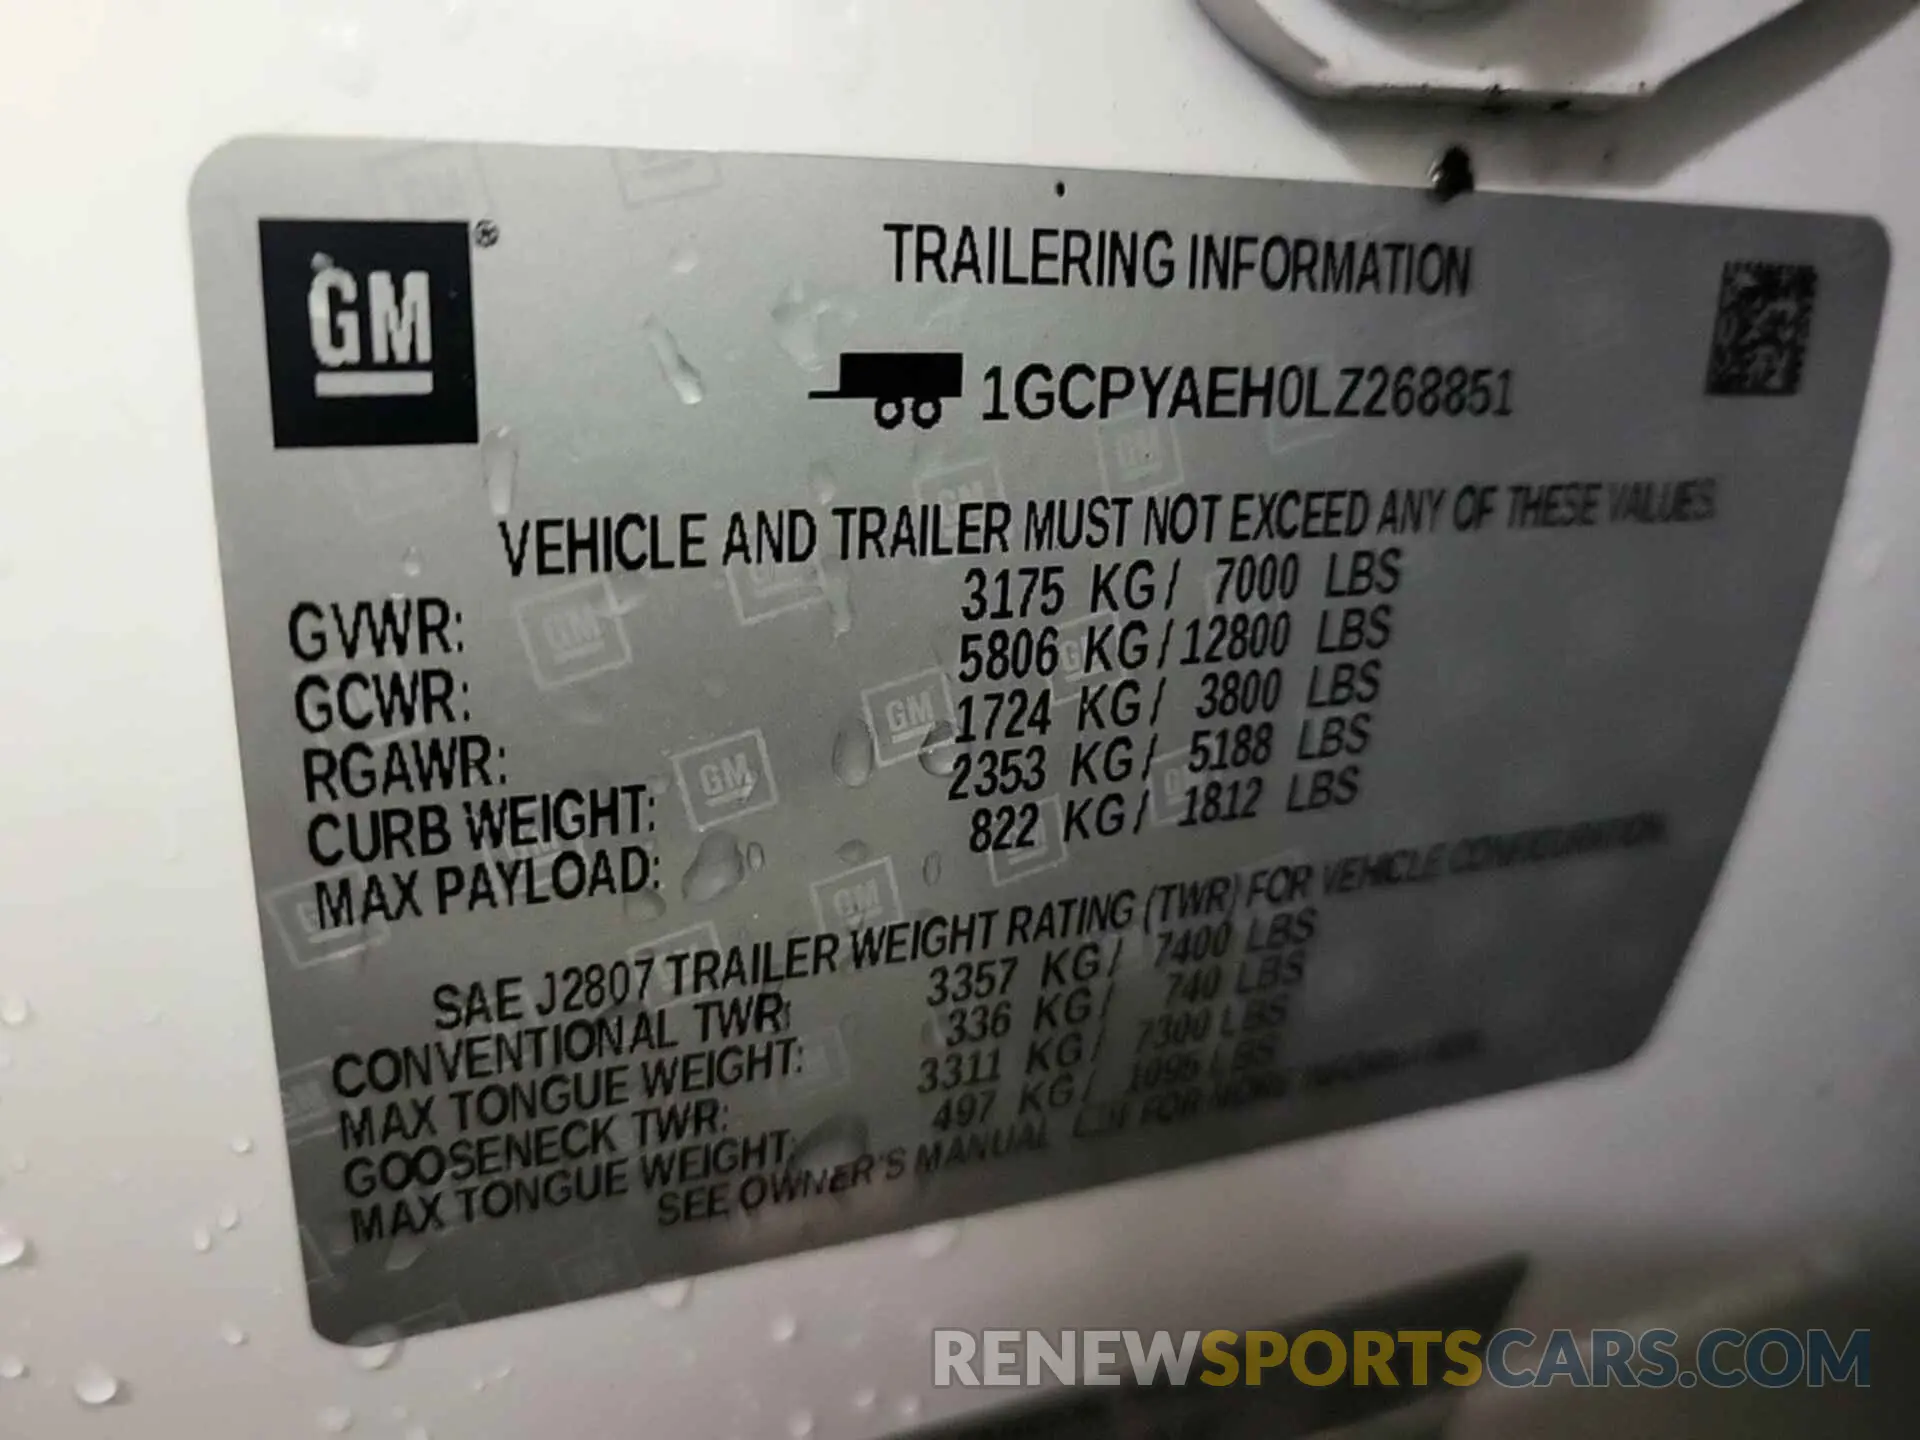 GM ®
TRAILERING INFORMATION
1GCPYAEH0LZ268851
VEHICLE AND TRAILER MUST NOT EXCEED ANY OF THESE VALUES.
GVWR: 3175 KG/ 7000 LBS
GCWR: 5806 KG/12800 LBS
RGAWR: 1724 KG/ 3800 LBS
CURB WEIGHT: 2353 KG/ 5188 LBS
MAX PAYLOAD: 822 KG/ 1812 LBS
SAE J2807 TRAILER WEIGHT RATING (TWR) FOR VEHICLE CONFIGURATION.
CONVENTIONAL TWR: 3357 KG/ 7400 LBS
MAX TONGUE WEIGHT: 336 KG/ 740 LBS
GOOSENECK TWR: 3311 KG/ 7300 LBS
MAX TONGUE WEIGHT: 497 KG/ 1095 LBS
SEE OWNER'S MANUAL FOR MORE INFORMATION.
RENEWSPORTSCARS.COM